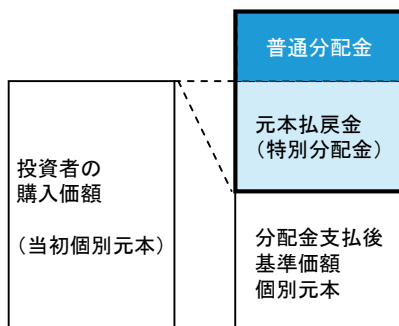 普通分配金
元本払戻金
（特別分配金）
投資者の
購入価額
（当初個別元本）
分配金支払後
基準価額
個別元本